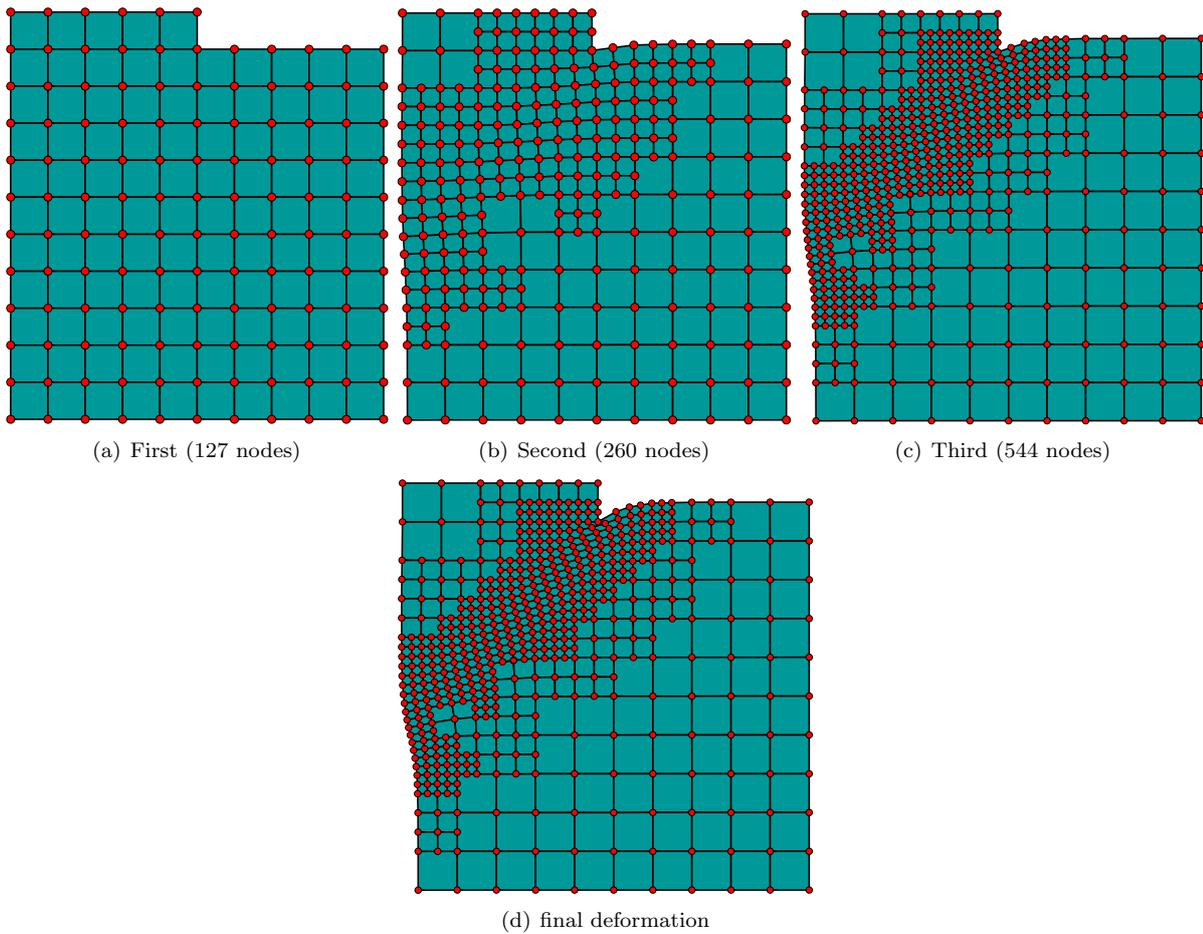 (a) First (127 nodes)
(b) Second (260 nodes)
(c) Third (544 nodes)
(d) final deformation